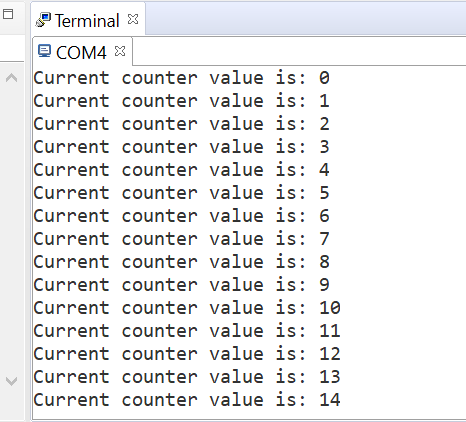 Terminal
COM4
Current counter value is: 0
Current counter value is: 1
Current counter value is: 2
Current counter value is: 3
Current counter value is: 4
Current counter value is: 5
Current counter value is: 6
Current counter value is: 7
Current counter value is: 8
Current counter value is: 9
Current counter value is: 10
Current counter value is: 11
Current counter value is: 12
Current counter value is: 13
Current counter value is: 14